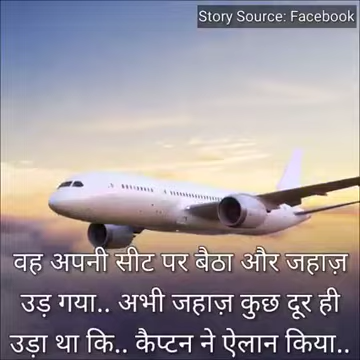 Story Source: Facebook
वह अपनी सीट पर बैठा और जहाज़
उड़ गया.. अभी जहाज़ कुछ दूर ही
उड़ा था कि.. कैप्टन ने ऐलान किया..